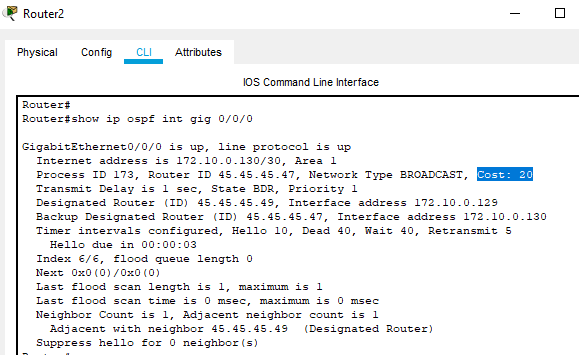 Router2
Physical Config CLI Attributes
IOS Command Line Interface
Router#
Router#show ip ospf int gig 0/0/0
GigabitEthernet0/0/0 is up, line protocol is up
Internet address is 172.10.0.130/30, Area 1
Process ID 173, Router ID 45.45.45.47, Network Type BROADCAST, Cost: 20
Transmit Delay is 1 sec, State BDR, Priority 1
Designated Router (ID) 45.45.45.49, Interface address 172.10.0.129
Backup Designated Router (ID) 45.45.45.47, Interface address 172.10.0.130
Timer intervals configured, Hello 10, Dead 40, Wait 40, Retransmit 5
Hello due in 00:00:03
Index 6/6, flood queue length 0
Next 0x0(0)/0x0(0)
Last flood scan length is 1, maximum is 1
Last flood scan time is 0 msec, maximum is 0 msec
Neighbor Count is 1, Adjacent neighbor count is 1
Adjacent with neighbor 45.45.45.49 (Designated Router)
Suppress hello for 0 neighbor(s)